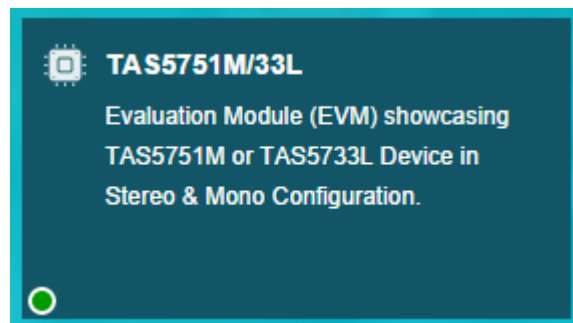 TAS5751M/33L
Evaluation Module (EVM) showcasing
TAS5751M or TAS5733L Device in
Stereo & Mono Configuration.